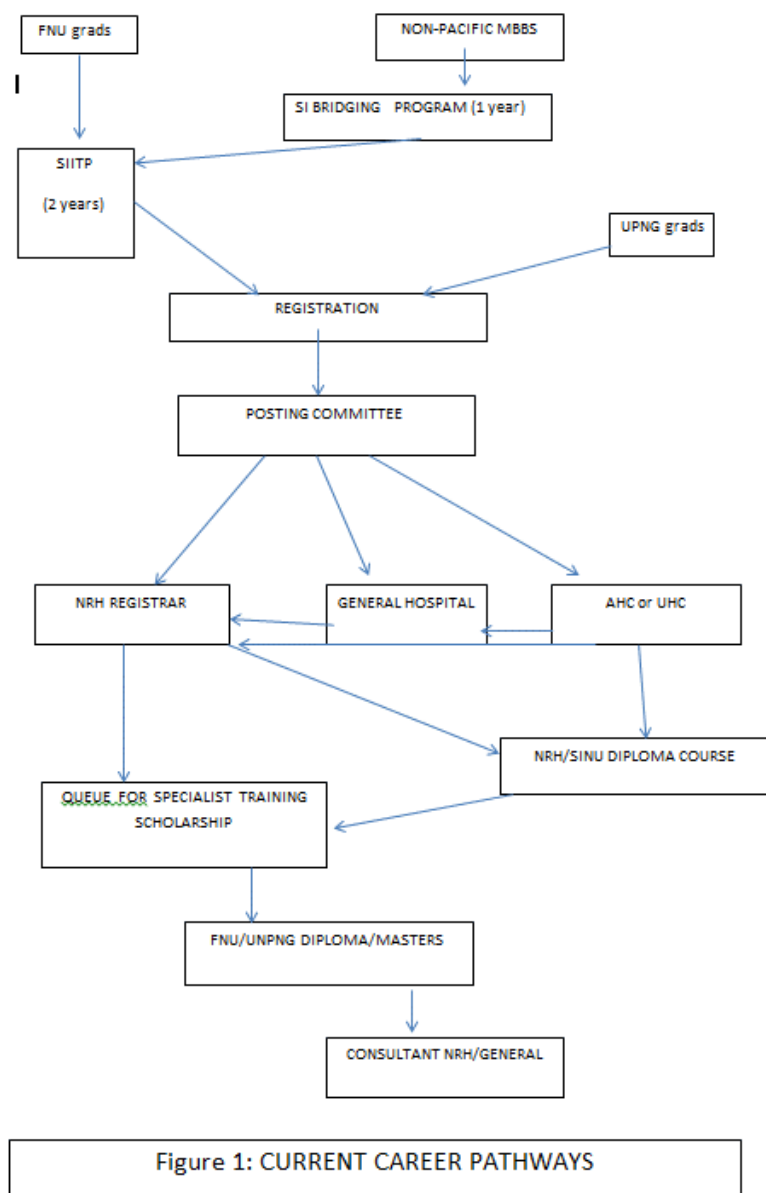 FNU grads
NON-PACIFIC MBBS
I
SI BRIDGING PROGRAM (1 year)
SIITP
(2 years)
UPNG grads
REGISTRATION
POSTING COMMITTEE
NRH REGISTRAR
GENERAL HOSPITAL
AHC or UHC
NRH/SINU DIPLOMA COURSE
QUEUE FOR SPECIALIST TRAINING
SCHOLARSHIP
FNU/UNPNG DIPLOMA/MASTERS
CONSULTANT NRH/GENERAL
Figure 1: CURRENT CAREER PATHWAYS